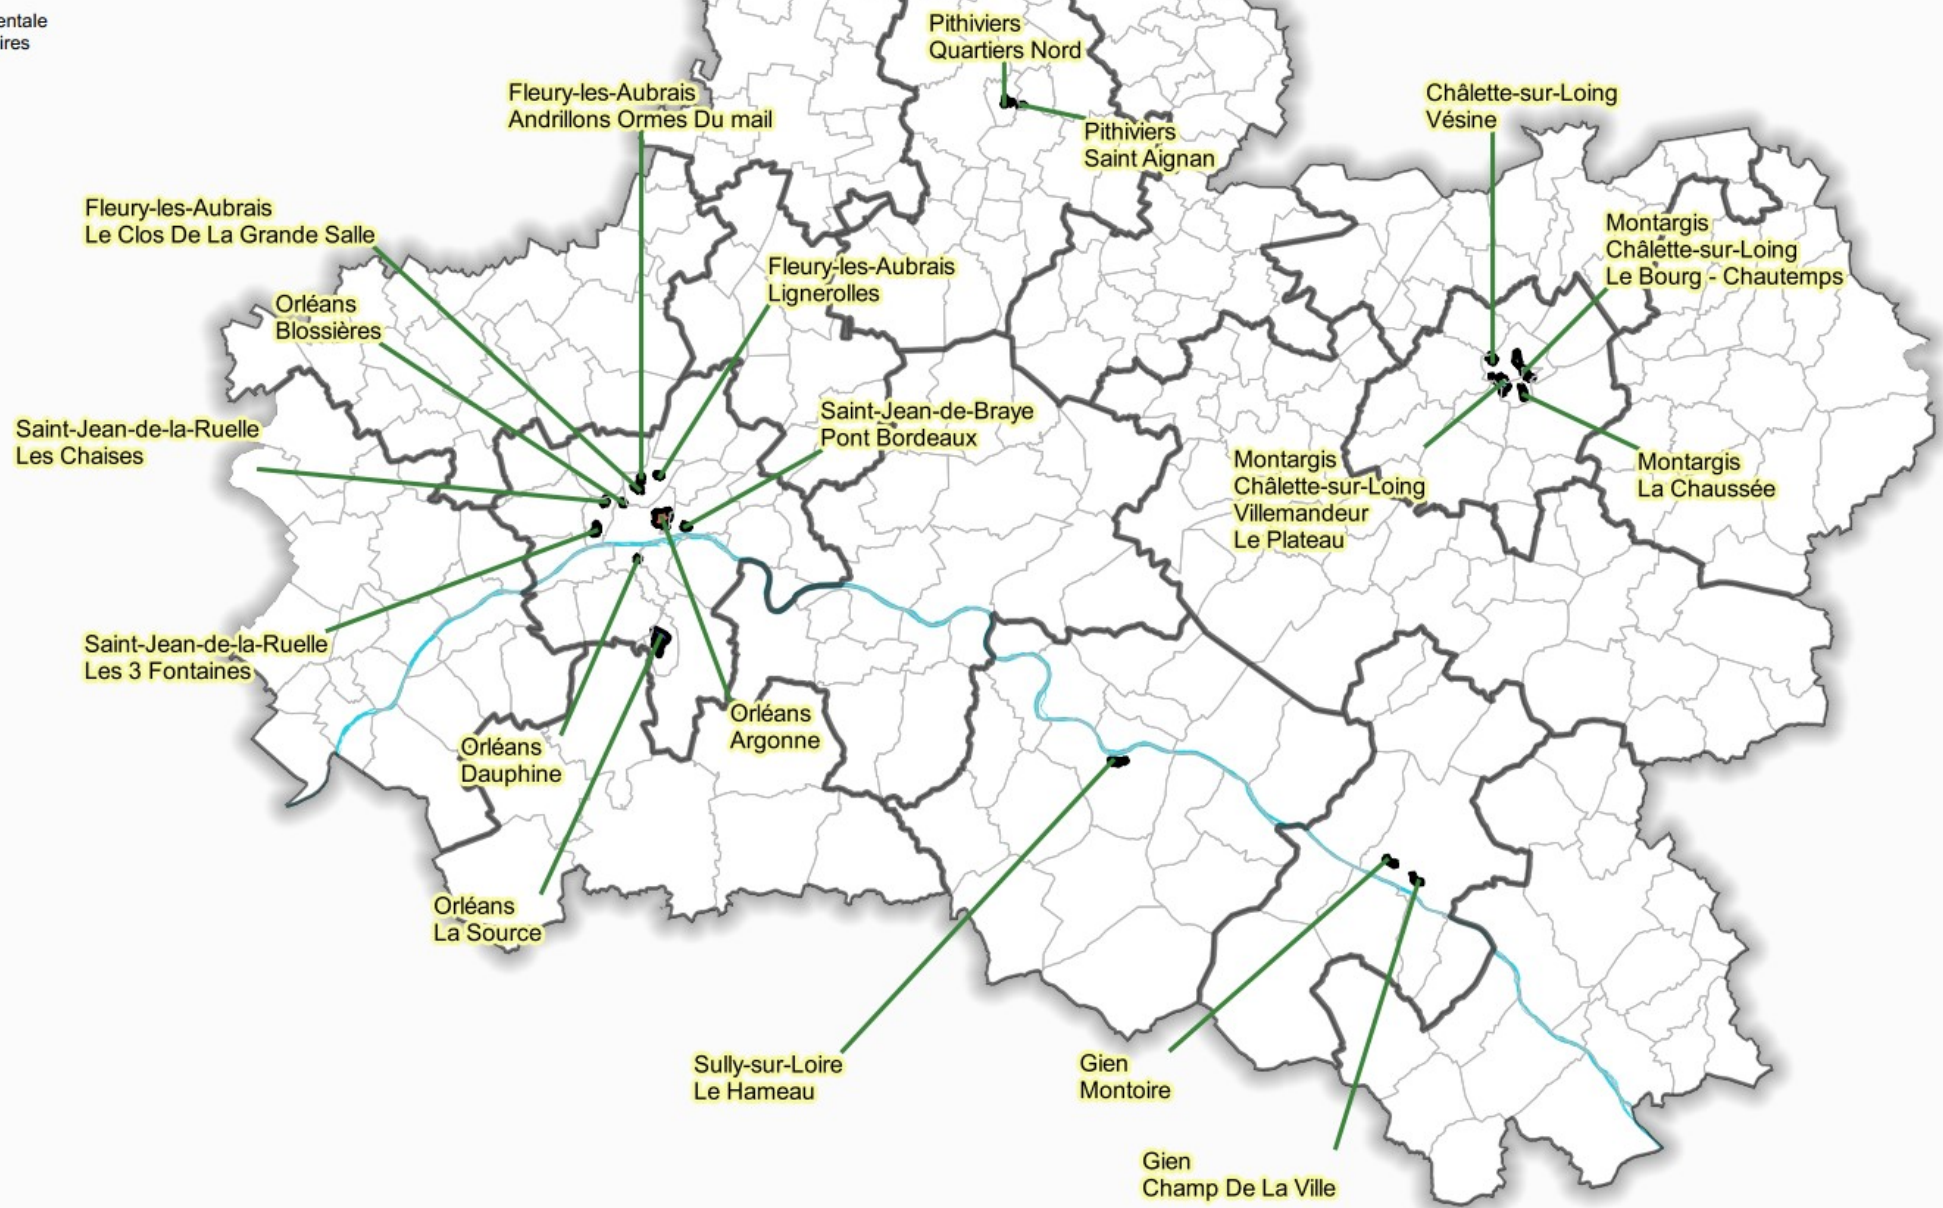 entale
ires
Pithiviers
Quartiers Nord
Fleury-les-Aubrais
Andrillons Ormes Du mail
Châlette-sur-Loing
Vésine
Pithiviers
Saint Aignan
Fleury-les-Aubrais
Le Clos De La Grande Salle
Montargis
Châlette-sur-Loing
Le Bourg - Chautemps
Fleury-les-Aubrais
Lignerolles
Orléans
Blossières
Saint-Jean-de-Braye
Pont Bordeaux
Saint-Jean-de-la-Ruelle
Les Chaises
Montargis
Châlette-sur-Loing
Villemandeur
Le Plateau
Montargis
La Chaussée
Saint-Jean-de-la-Ruelle
Les 3 Fontaines
Orléans
Argonne
Orléans
Dauphine
Orléans
La Source
Sully-sur-Loire
Le Hameau
Gien
Montoire
Gien
Champ De La Ville